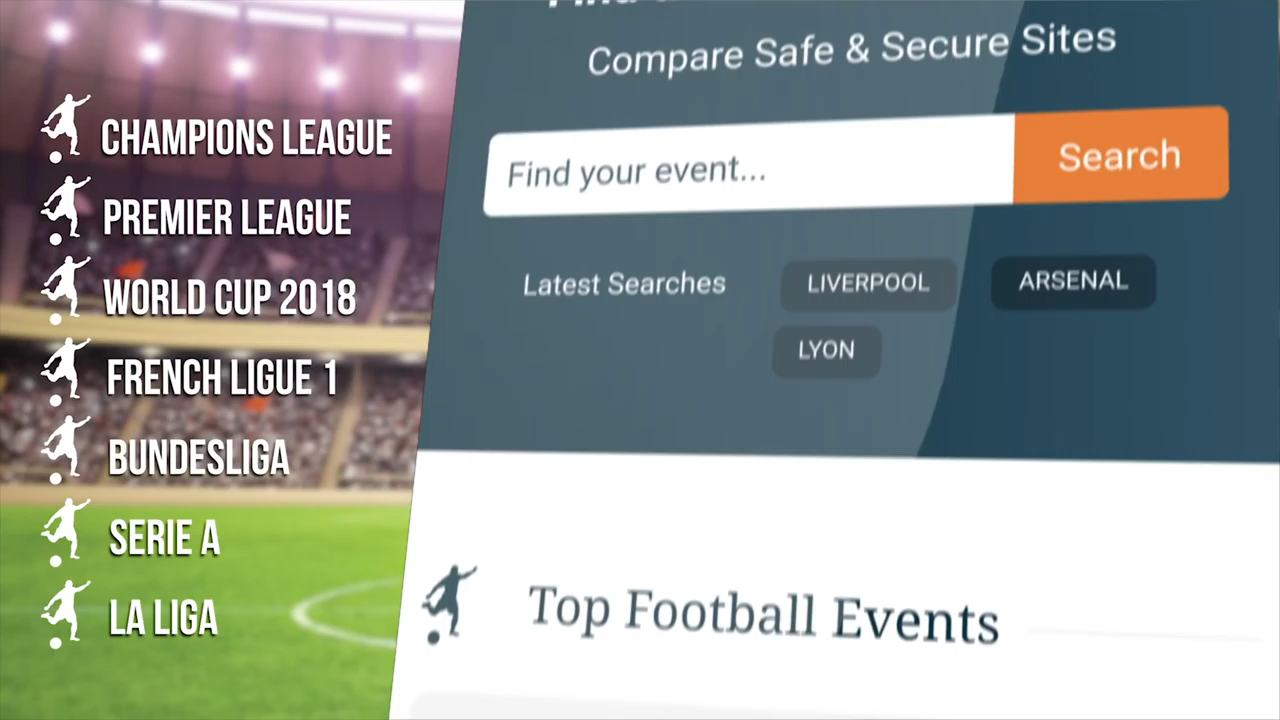 CHAMPIONS LEAGUE
PREMIER LEAGUE
WORLD CUP 2018
FRENCH LIGUE 1
BUNDESLIGA
SERIE A
LA LIGA
Compare Safe & Secure Sites
Find your event...
Search
Latest Searches
LIVERPOOL
ARSENAL
LYON
Top Football Events